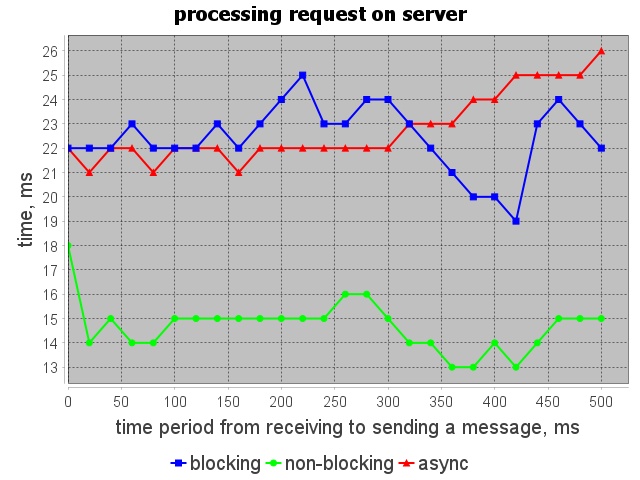 processing request on server
time, ms
26
25
24
23
22
21
20
19
18
17
16
15
14
13
0 50 100 150 200 250 300 350 400 450 500
time period from receiving to sending a message, ms
blocking non-blocking async